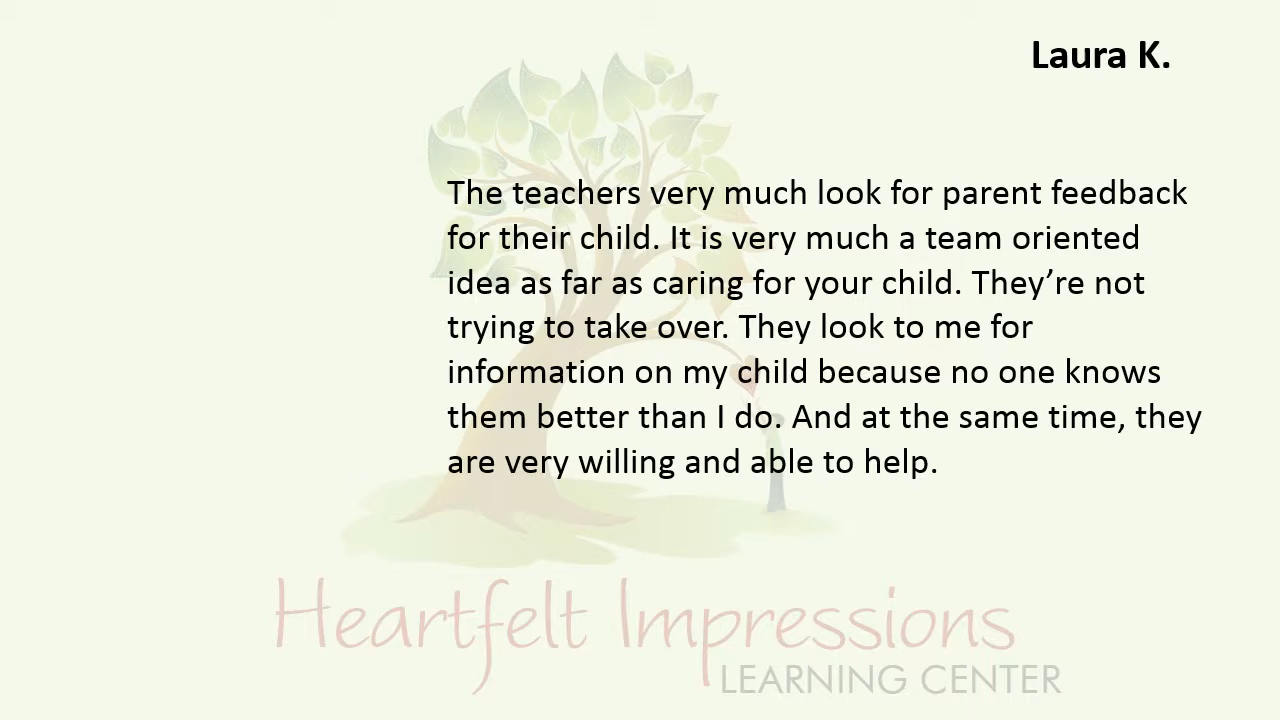 Laura K.
The teachers very much look for parent feedback
for their child. It is very much a team oriented
idea as far as caring for your child. They’re not
trying to take over. They look to me for
information on my child because no one knows
them better than I do. And at the same time, they
are very willing and able to help.
Heartfelt Impressions
LEARNING CENTER